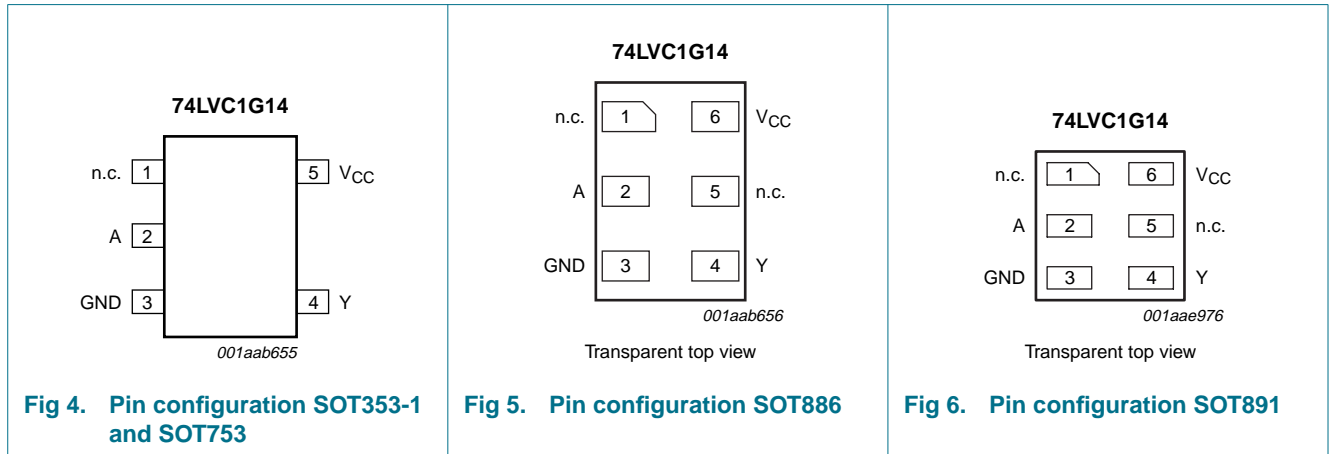 74LVC1G14
n.c. 1
5 VCC
A 2
GND 3
4 Y
001aab655
Fig 4. Pin configuration SOT353-1
and SOT753
74LVC1G14
n.c. 1 6 VCC
A 2 5 n.c.
GND 3 4 Y
001aab656
Transparent top view
Fig 5. Pin configuration SOT886
74LVC1G14
n.c. 1 6 VCC
A 2 5 n.c.
GND 3 4 Y
001aae976
Transparent top view
Fig 6. Pin configuration SOT891